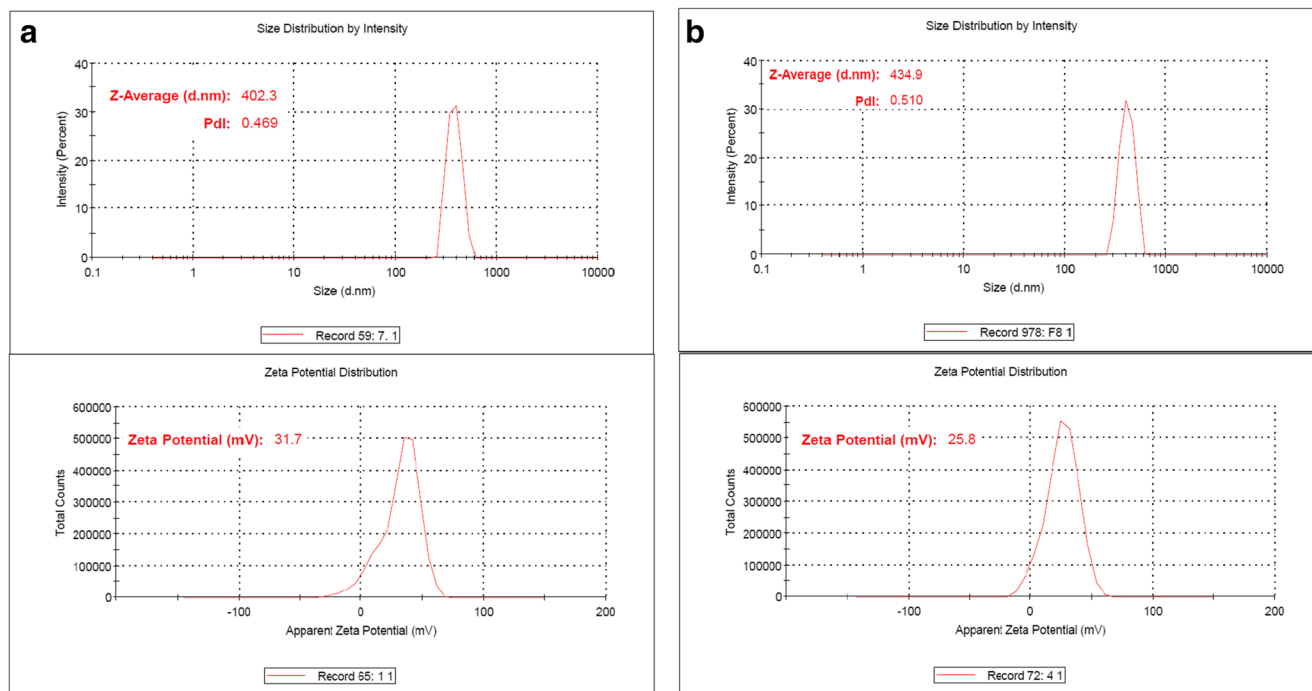 a
Size Distribution by Intensity
Z-Average (d.nm): 402.3
PdI: 0.469
Intensity (Percent)
40
30
20
10
0
0.1 1 10 100 1000 10000
Size (d.nm)
Record 59: 7. 1
b
Size Distribution by Intensity
Z-Average (d.nm): 434.9
PdI: 0.510
Intensity (Percent)
40
30
20
10
0
0.1 1 10 100 1000 10000
Size (d.nm)
Record 978: F8 1
Zeta Potential Distribution
Zeta Potential (mV): 31.7
Total Counts
600000
500000
400000
300000
200000
100000
0
-100 0 100 200
Apparent Zeta Potential (mV)
Record 65: 1 1
Zeta Potential Distribution
Zeta Potential (mV): 25.8
Total Counts
600000
500000
400000
300000
200000
100000
0
-100 0 100 200
Apparent Zeta Potential (mV)
Record 72: 4 1